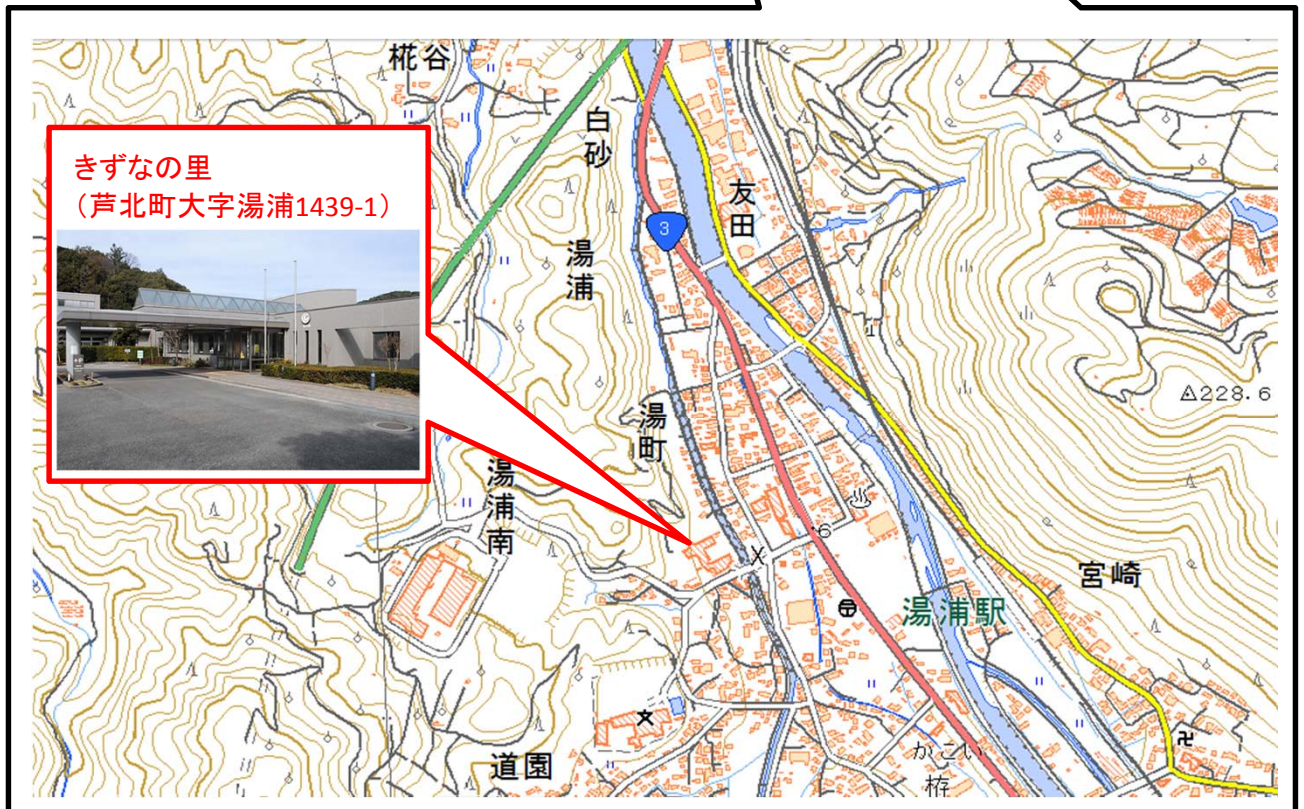 きずなの里
（芦北町大字湯浦1439-1）
椛谷
白砂
友田
湯浦
3
湯町
228.6
湯浦南
6
宮崎
湯浦駅
道園
かこい
栫